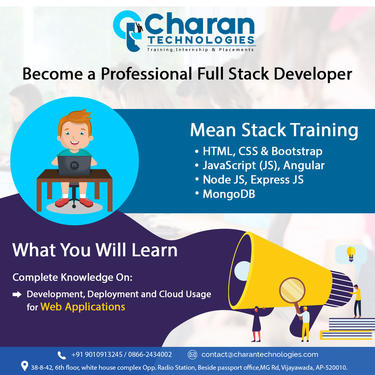 Charan
TECHNOLOGIES
Training, Internship & Placements
Become a Professional Full Stack Developer
Mean Stack Training
• HTML, CSS & Bootstrap
• JavaScript (JS), Angular
• Node JS, Express JS
• MongoDB
What You Will Learn
Complete Knowledge On:
➡ Development, Deployment and Cloud Usage
for Web Applications
+91 9010913245 / 0866-2434002
contact@charantechnologies.com
38-8-42, 6th floor, white house complex Opp. Radio Station, Beside passport office,MG Rd, Vijayawada, AP-520010.